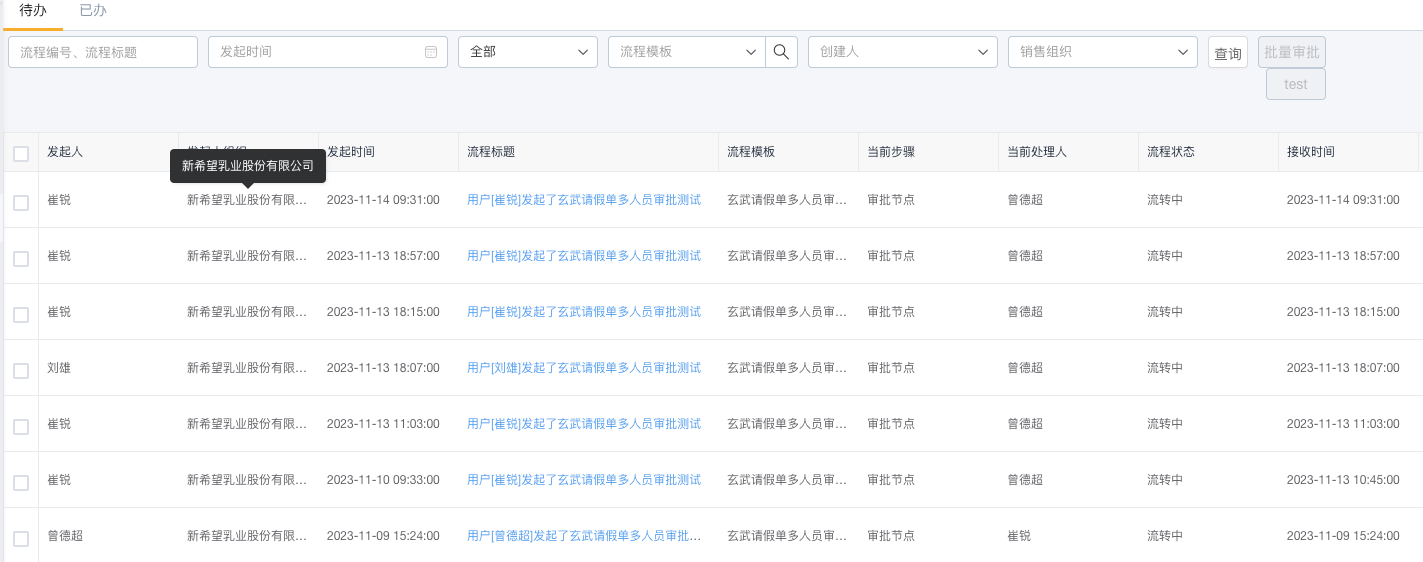 待办 已办
流程编号、流程标题 发起时间 全部 流程模板 创建人 销售组织 查询 批量审批
test
发起人 发起人组织 发起时间 流程标题 流程模板 当前步骤 当前处理人 流程状态 接收时间
新希望乳业股份有限公司
崔锐 新希望乳业股份有限... 2023-11-14 09:31:00 用户[崔锐]发起了玄武请假单多人员审批测试 玄武请假单多人员审... 审批节点 曾德超 流转中 2023-11-14 09:31:00
崔锐 新希望乳业股份有限... 2023-11-13 18:57:00 用户[崔锐]发起了玄武请假单多人员审批测试 玄武请假单多人员审... 审批节点 曾德超 流转中 2023-11-13 18:57:00
崔锐 新希望乳业股份有限... 2023-11-13 18:15:00 用户[崔锐]发起了玄武请假单多人员审批测试 玄武请假单多人员审... 审批节点 曾德超 流转中 2023-11-13 18:15:00
刘雄 新希望乳业股份有限... 2023-11-13 18:07:00 用户[刘雄]发起了玄武请假单多人员审批测试 玄武请假单多人员审... 审批节点 曾德超 流转中 2023-11-13 18:07:00
崔锐 新希望乳业股份有限... 2023-11-13 11:03:00 用户[崔锐]发起了玄武请假单多人员审批测试 玄武请假单多人员审... 审批节点 曾德超 流转中 2023-11-13 11:03:00
崔锐 新希望乳业股份有限... 2023-11-10 09:33:00 用户[崔锐]发起了玄武请假单多人员审批测试 玄武请假单多人员审... 审批节点 曾德超 流转中 2023-11-13 10:45:00
曾德超 新希望乳业股份有限... 2023-11-09 15:24:00 用户[曾德超]发起了玄武请假单多人员审批... 玄武请假单多人员审... 审批节点 崔锐 流转中 2023-11-09 15:24:00